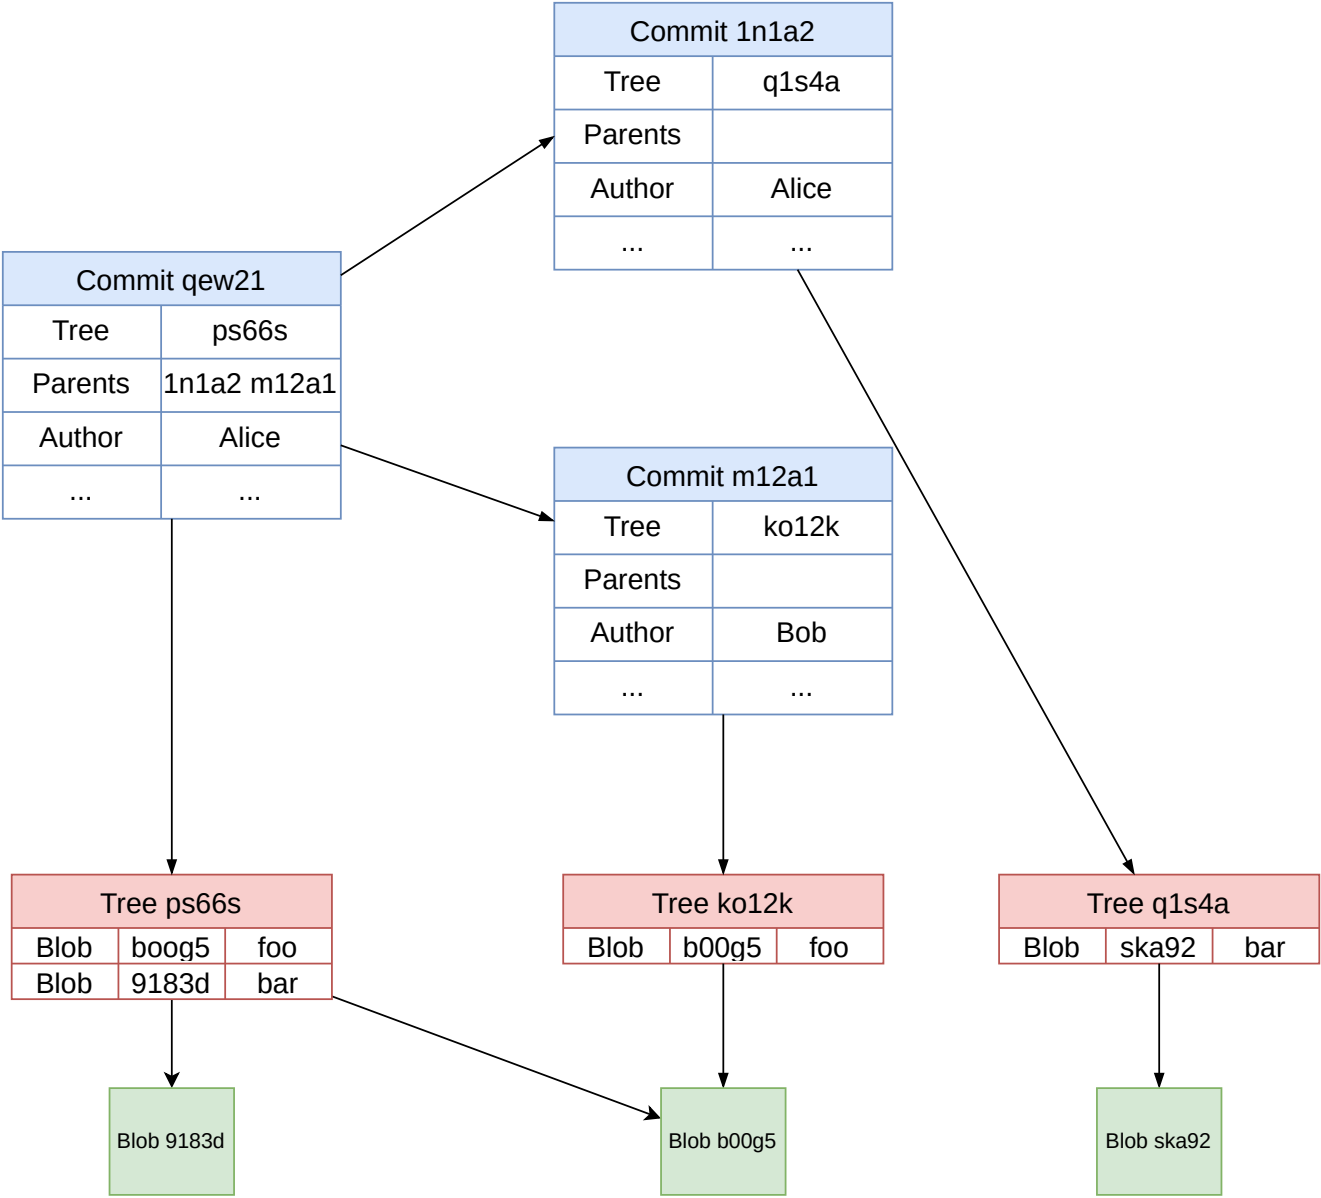 Commit 1n1a2
Tree q1s4a
Parents
Author Alice
... ...
Commit qew21
Tree ps66s
Parents 1n1a2 m12a1
Author Alice
... ...
Commit m12a1
Tree ko12k
Parents
Author Bob
... ...
Tree ps66s
Blob boog5 foo
Blob 9183d bar
Tree ko12k
Blob b00g5 foo
Tree q1s4a
Blob ska92 bar
Blob 9183d
Blob b00g5
Blob ska92